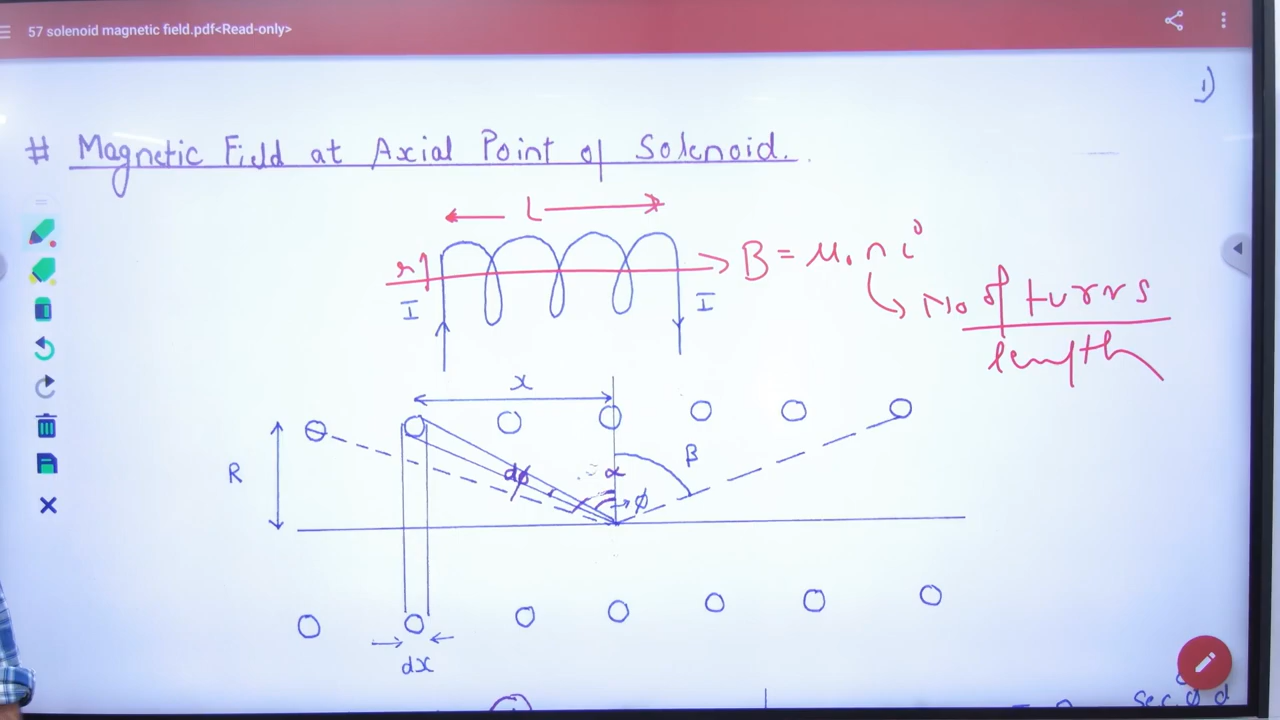 57 solenoid magnetic field.pdf<Read-only>
1)
# Magnetic Field at Axial Point of Solenoid.
L
r
B = μ₀ n i
I
I
No of turns
length
x
R
dφ
α
φ
β
dx
sec φ d